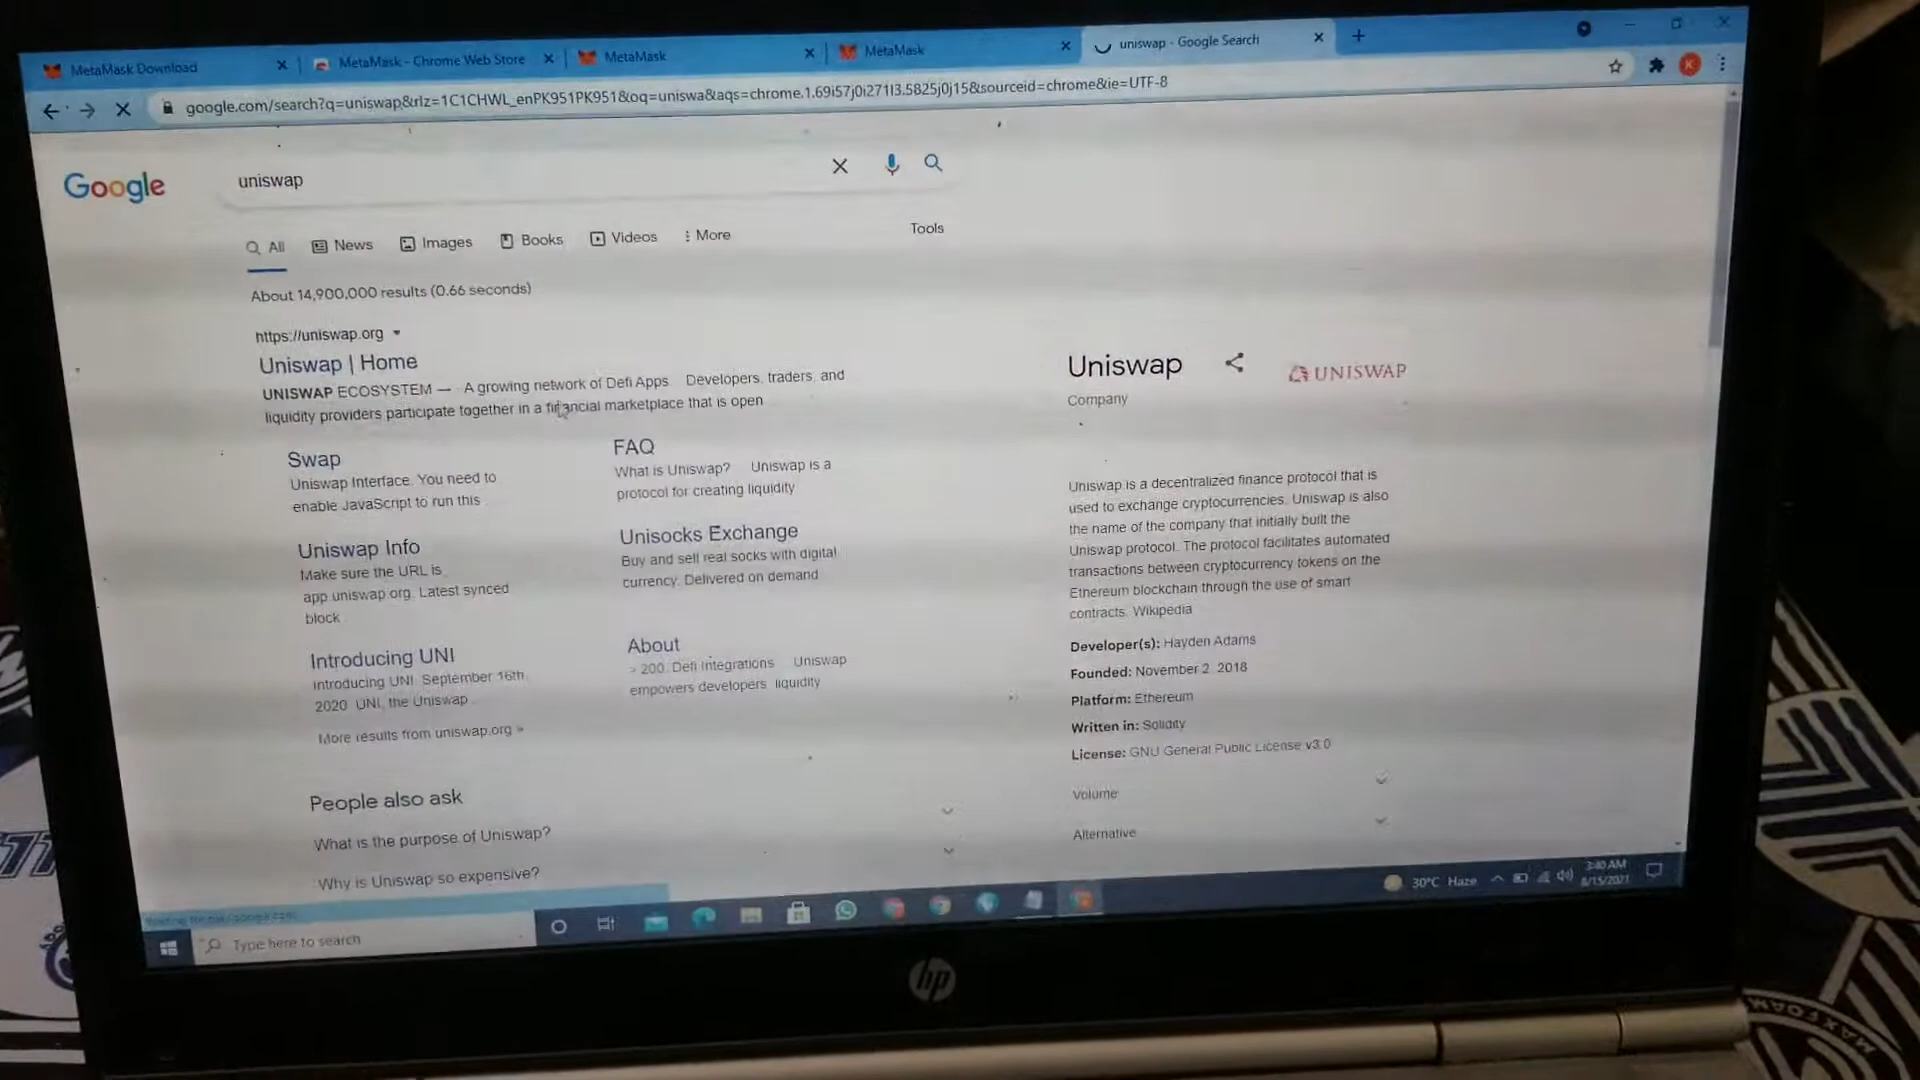 MetaMask Download
MetaMask - Chrome Web Store
MetaMask
MetaMask
uniswap - Google Search
google.com/search?q=uniswap&rlz=1C1CHWL_enPK951PK951&oq=uniswa&aqs=chrome.1.69i57j0i271l3.5825j0j15&sourceid=chrome&ie=UTF-8
K
Google
uniswap
All
News
Images
Books
Videos
More
Tools
About 14,900,000 results (0.66 seconds)
https://uniswap.org
Uniswap | Home
UNISWAP ECOSYSTEM — A growing network of Defi Apps Developers, traders, and
liquidity providers participate together in a financial marketplace that is open
Swap
Uniswap Interface. You need to
enable JavaScript to run this
FAQ
What is Uniswap? Uniswap is a
protocol for creating liquidity
Uniswap Info
Make sure the URL is
app.uniswap.org. Latest synced
block
Unisocks Exchange
Buy and sell real socks with digital
currency. Delivered on demand
Introducing UNI
Introducing UNI. September 16th
2020 UNI, the Uniswap
About
> 200. Defi Integrations Uniswap
empowers developers liquidity
More results from uniswap.org »
People also ask
What is the purpose of Uniswap?
Why is Uniswap so expensive?
Uniswap
Company
UNISWAP
Uniswap is a decentralized finance protocol that is
used to exchange cryptocurrencies. Uniswap is also
the name of the company that initially built the
Uniswap protocol. The protocol facilitates automated
transactions between cryptocurrency tokens on the
Ethereum blockchain through the use of smart
contracts. Wikipedia
Developer(s): Hayden Adams
Founded: November 2, 2018
Platform: Ethereum
Written in: Solidity
License: GNU General Public License v3.0
Volume
Alternative
Type here to search
30°C Haze
3:40 AM
8/15/2021
hp
MAXFOAM